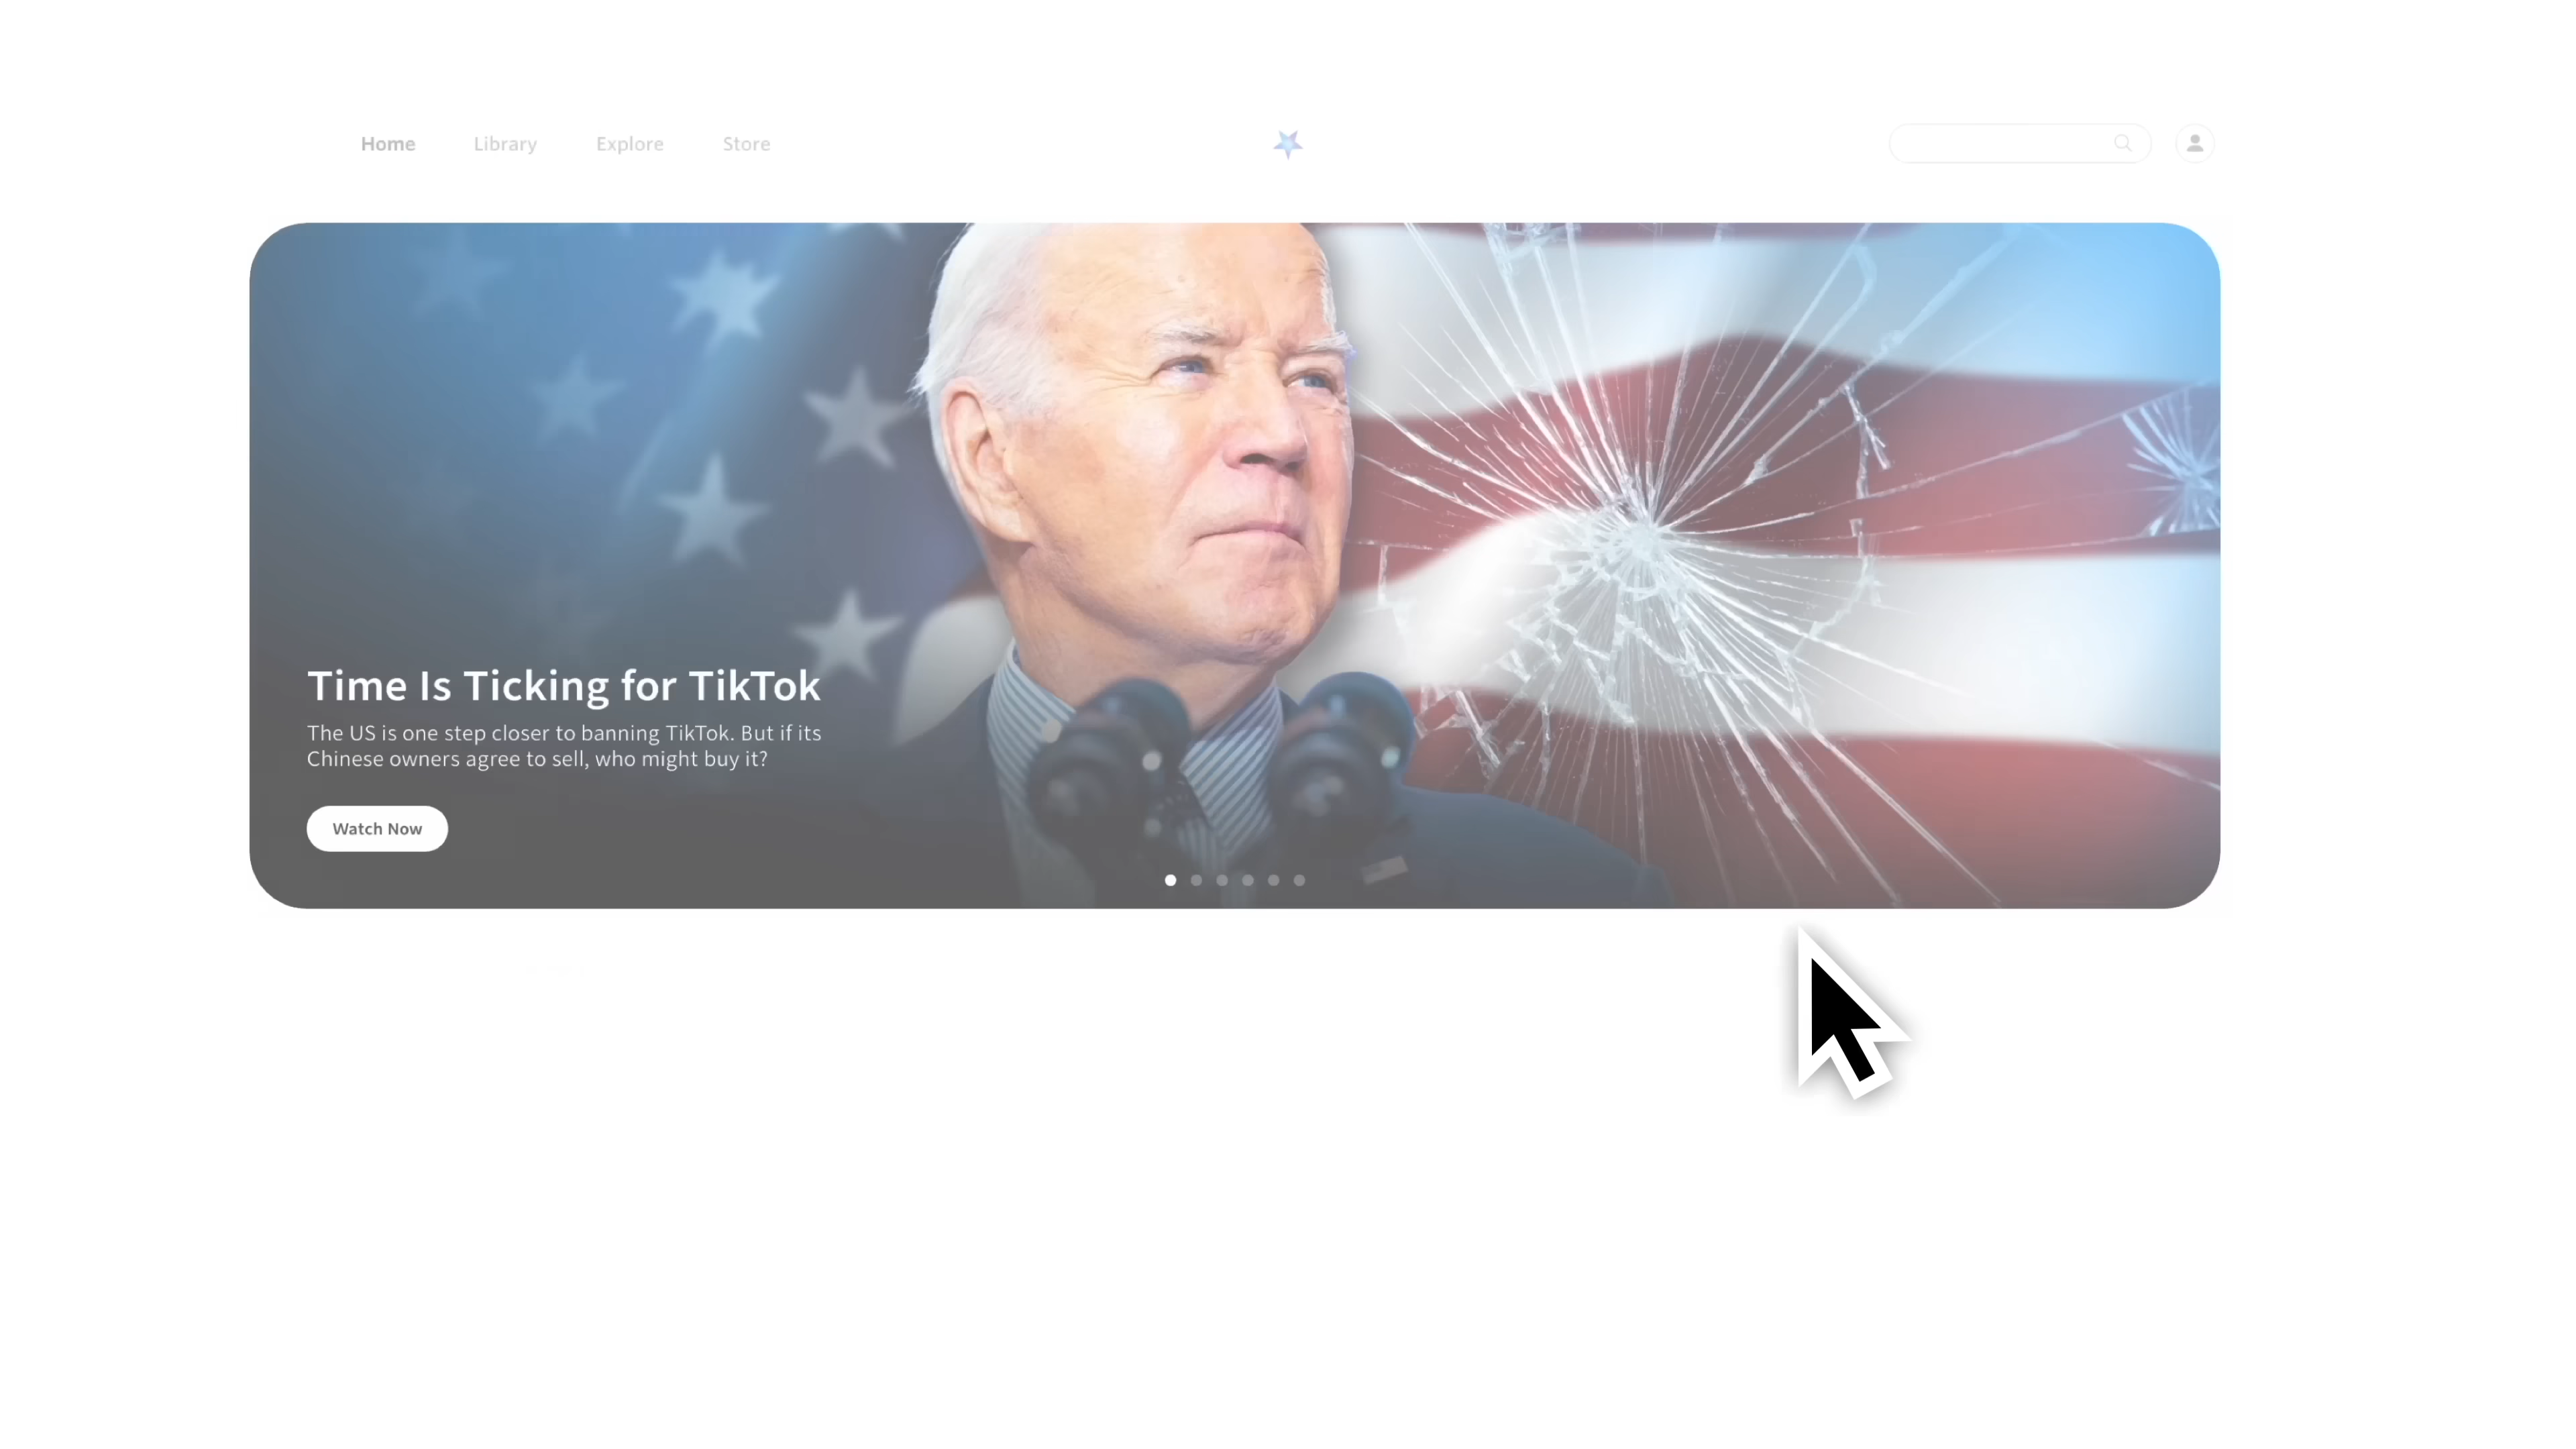 Home Library Explore Store
Time Is Ticking for TikTok
The US is one step closer to banning TikTok. But if its
Chinese owners agree to sell, who might buy it?
Watch Now